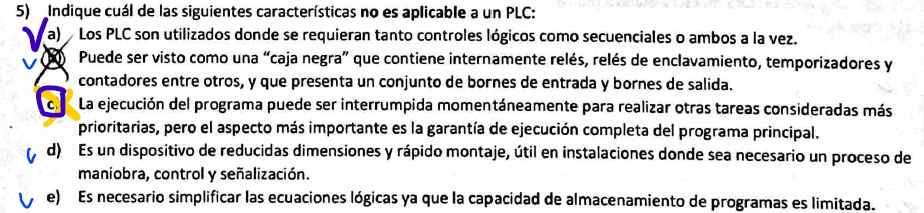 5) Indique cuál de las siguientes características no es aplicable a un PLC:
a) Los PLC son utilizados donde se requieran tanto controles lógicos como secuenciales o ambos a la vez.
Puede ser visto como una “caja negra” que contiene internamente relés, relés de enclavamiento, temporizadores y
contadores entre otros, y que presenta un conjunto de bornes de entrada y bornes de salida.
c) La ejecución del programa puede ser interrumpida momentáneamente para realizar otras tareas consideradas más
prioritarias, pero el aspecto más importante es la garantía de ejecución completa del programa principal.
d) Es un dispositivo de reducidas dimensiones y rápido montaje, útil en instalaciones donde sea necesario un proceso de
maniobra, control y señalización.
e) Es necesario simplificar las ecuaciones lógicas ya que la capacidad de almacenamiento de programas es limitada.